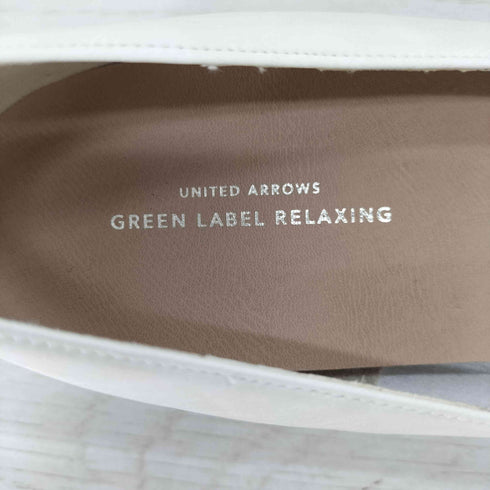 UNITED ARROWS
GREEN LABEL RELAXING